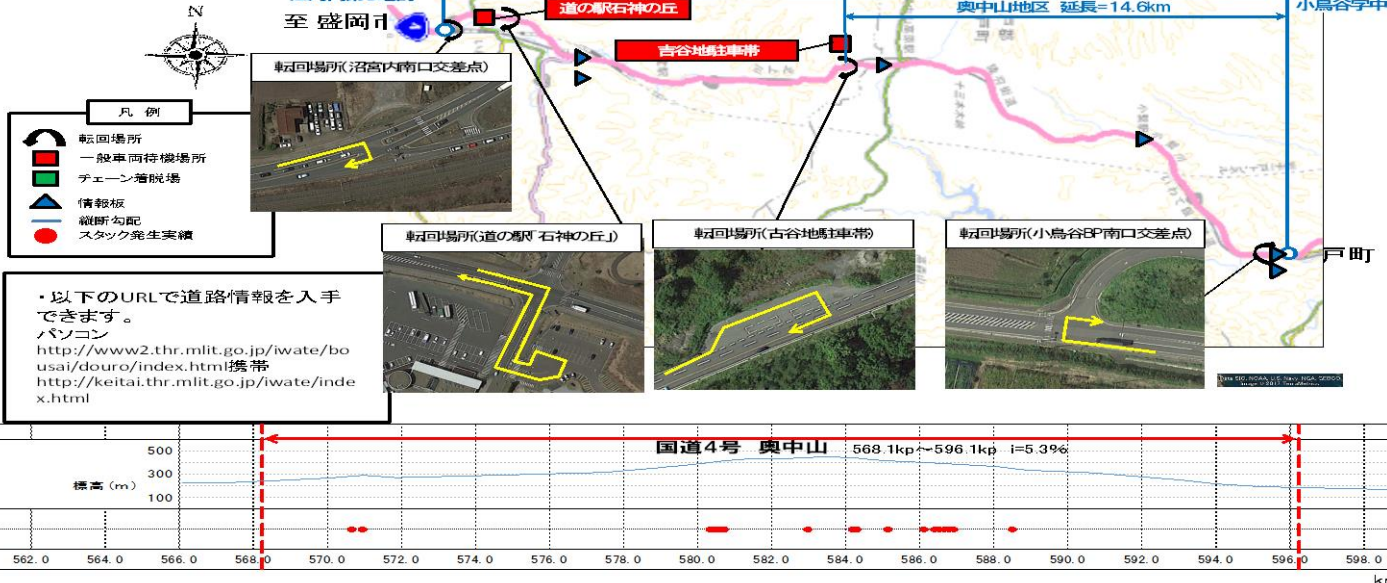 N
至 盛岡市
道の駅石神の丘
奥中山地区 延長=14.6km
吉谷地駐車帯
転回場所(沼宮内南口交差点)
凡 例
転回場所
一般車両待機場所
チェーン着脱場
情報板
縦断勾配
スタック発生実績
転回場所(道の駅「石神の丘」)
転回場所(古谷地駐車帯)
転回場所(小鳥谷BP南口交差点)
戸町
・以下のURLで道路情報を入手
できます。
パソコン
http://www2.thr.mlit.go.jp/iwate/bo
usai/douro/index.html携帯
http://keitai.thr.mlit.go.jp/iwate/inde
x.html
国道4号 奥中山 568.1kp～596.1kp i=5.3%
500
300
標高(m)
100
562.0 564.0 566.0 568.0 570.0 572.0 574.0 576.0 578.0 580.0 582.0 584.0 586.0 588.0 590.0 592.0 594.0 596.0 598.0